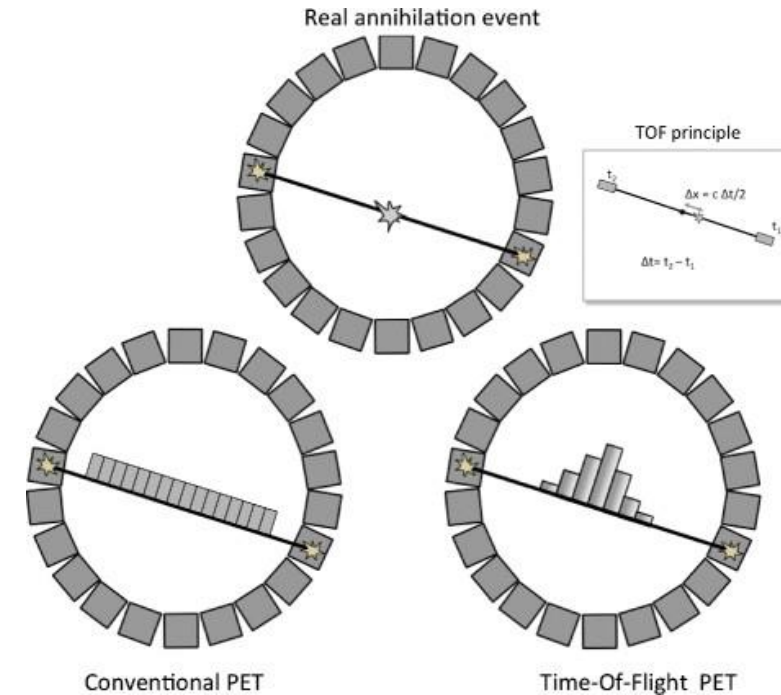 Real annihilation event
TOF principle
t₂
Δx = c Δt/2
t₁
Δt= t₂ – t₁
Conventional PET
Time-Of-Flight PET